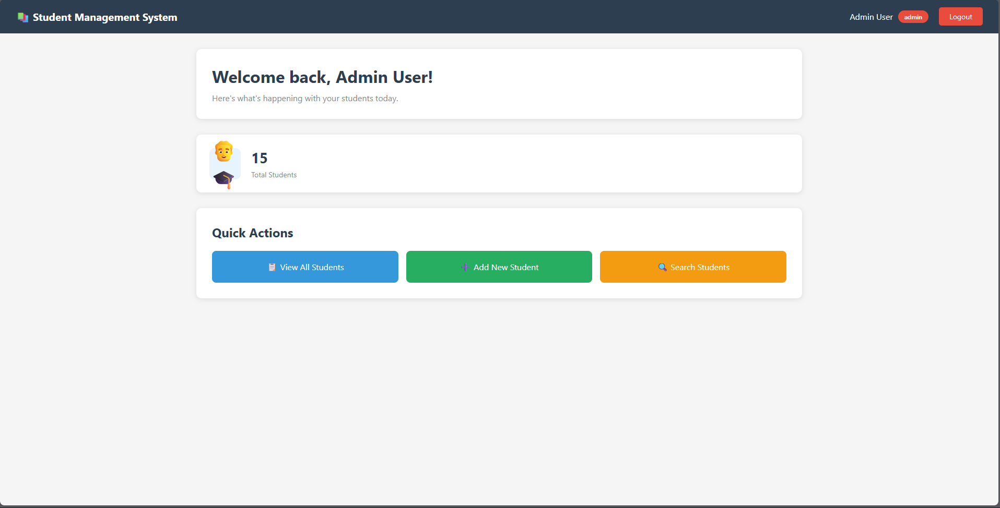 Student Management System
Admin User admin Logout
Welcome back, Admin User!
Here's what's happening with your students today.
15
Total Students
Quick Actions
View All Students
Add New Student
Search Students